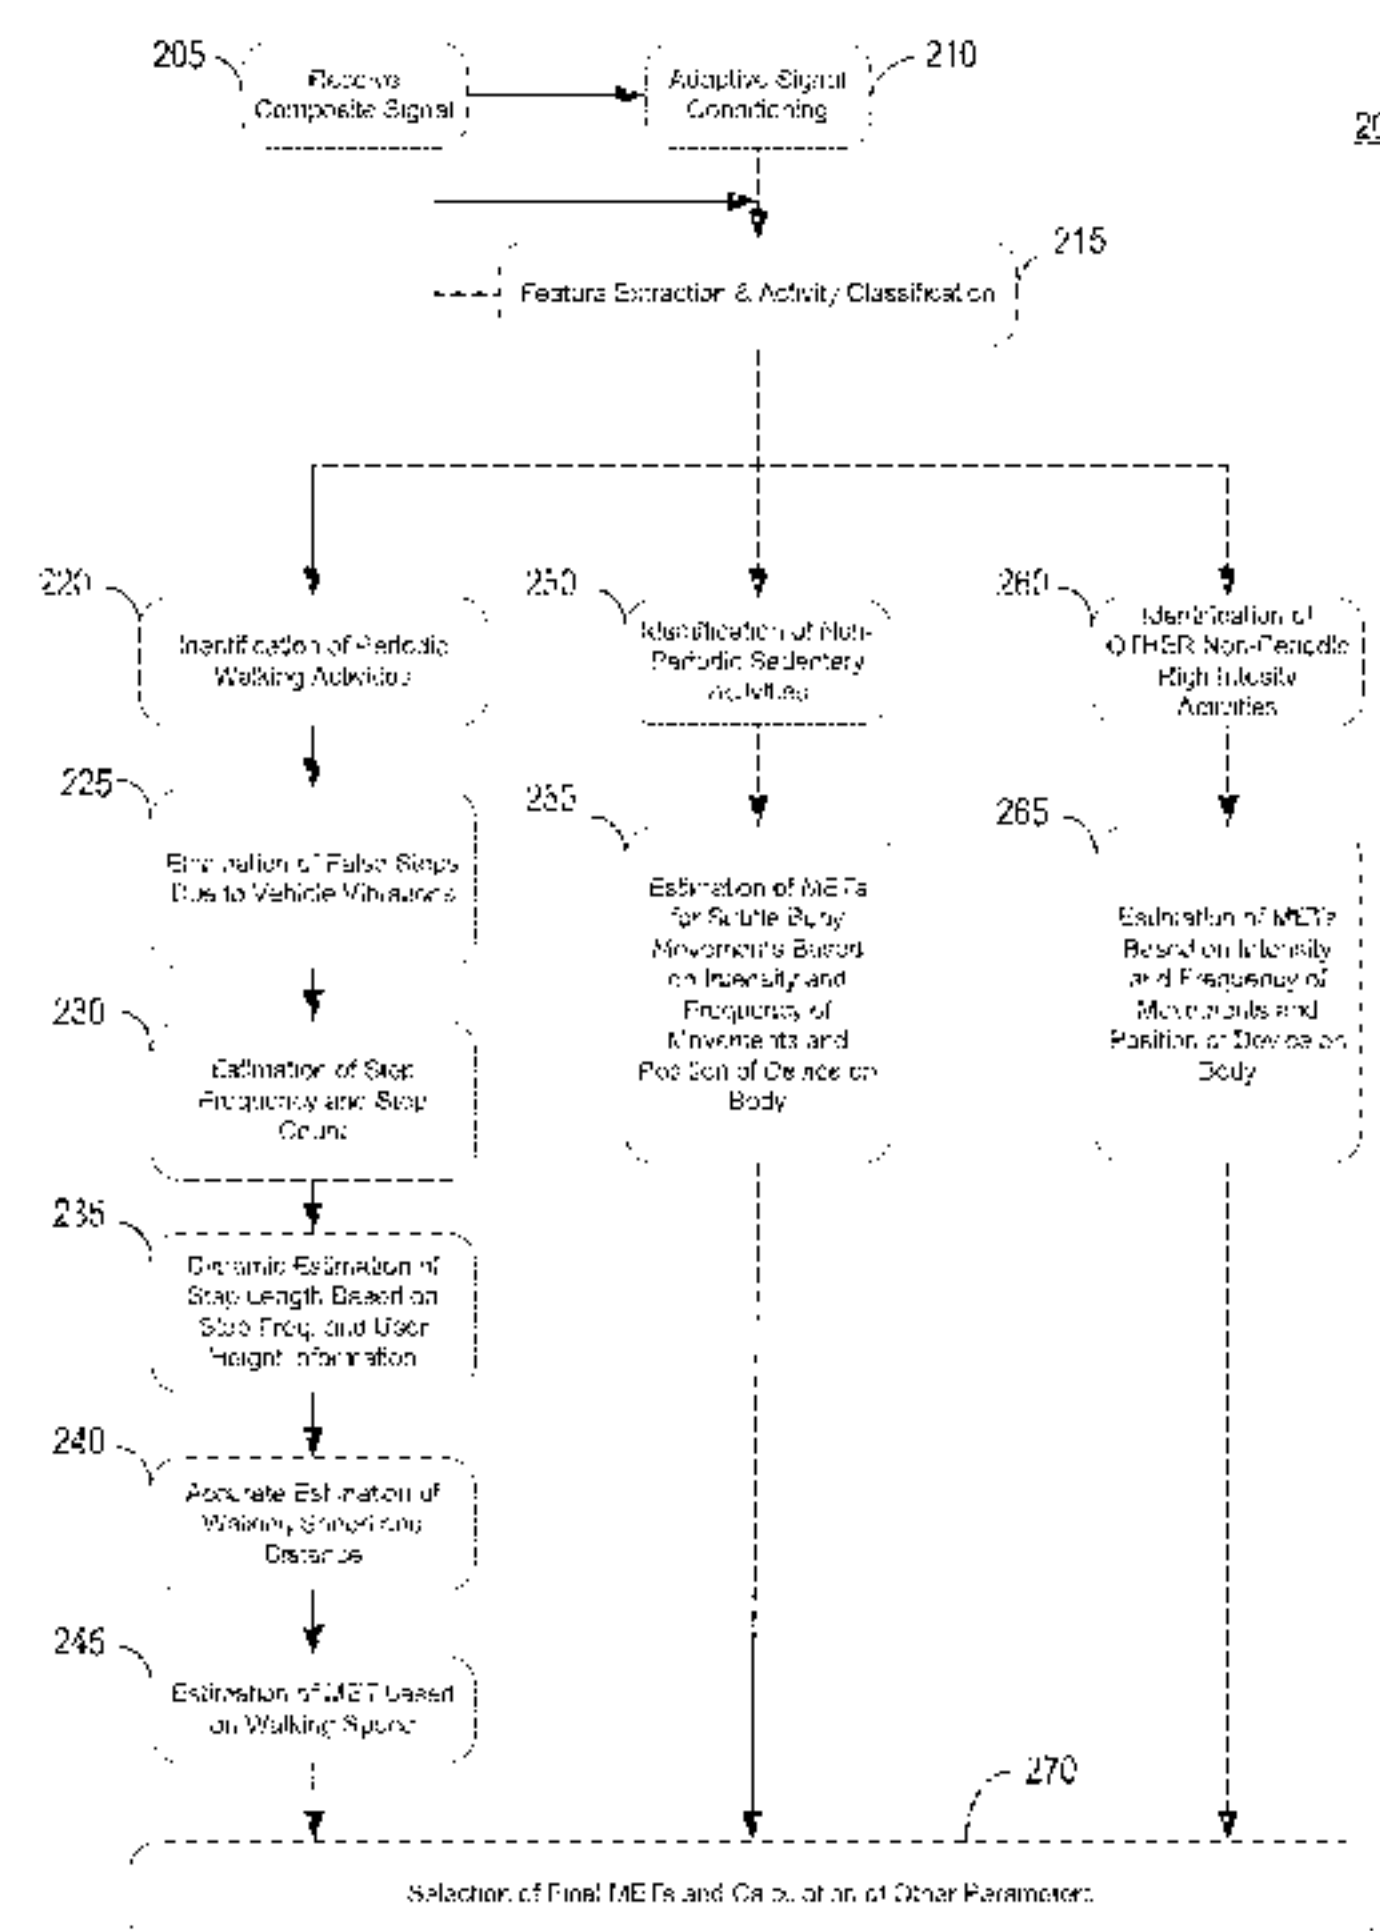 205
Receive
Composite Signal
Adaptive Signal
Conditioning
210
20
215
Feature Extraction & Activity Classification
220
Identification of Periodic
Walking Activities
250
Identification of Non-
Periodic Sedentery
Activities
260
Identification of
OTHER Non-Periodic
High Intesity
Activities
225
Elimination of False Steps
Due to Vehicle Vibrations
255
Estimation of METs
for Subtle Body
Movements Based
on Intensity and
Frequency of
Movements and
Position of Device on
Body
265
Estimation of METs
Based on Intensity
and Frequency of
Movements and
Position of Device on
Body
230
Estimation of Step
Frequency and Step
Count
235
Dynamic Estimation of
Step Length Based on
Step Freq. and User
Height Information
240
Accurate Estimation of
Walking Speed and
Distance
245
Estimation of MET based
on Walking Speed
270
Selection of Final METs and Calculation of Other Parameters